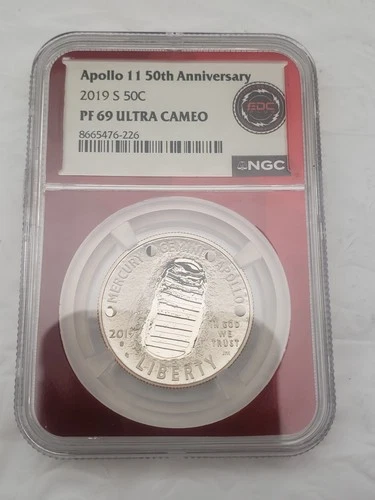 Apollo 11 50th Anniversary
2019 S 50C
PF 69 ULTRA CAMEO
8665476-226
EDC
NGC
MERCURY GEMINI APOLLO
2019
IN GOD
WE
TRUST
S
LIBERTY